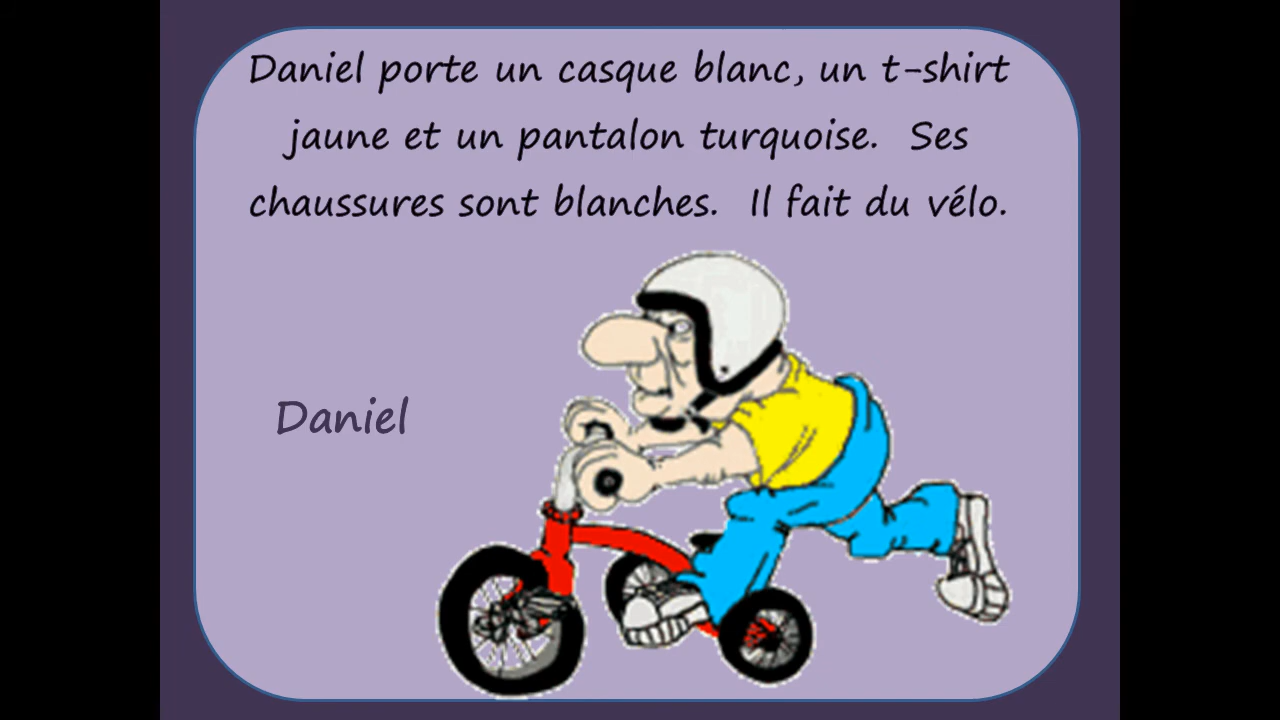 Daniel porte un casque blanc, un t-shirt
jaune et un pantalon turquoise. Ses
chaussures sont blanches. Il fait du vélo.
Daniel